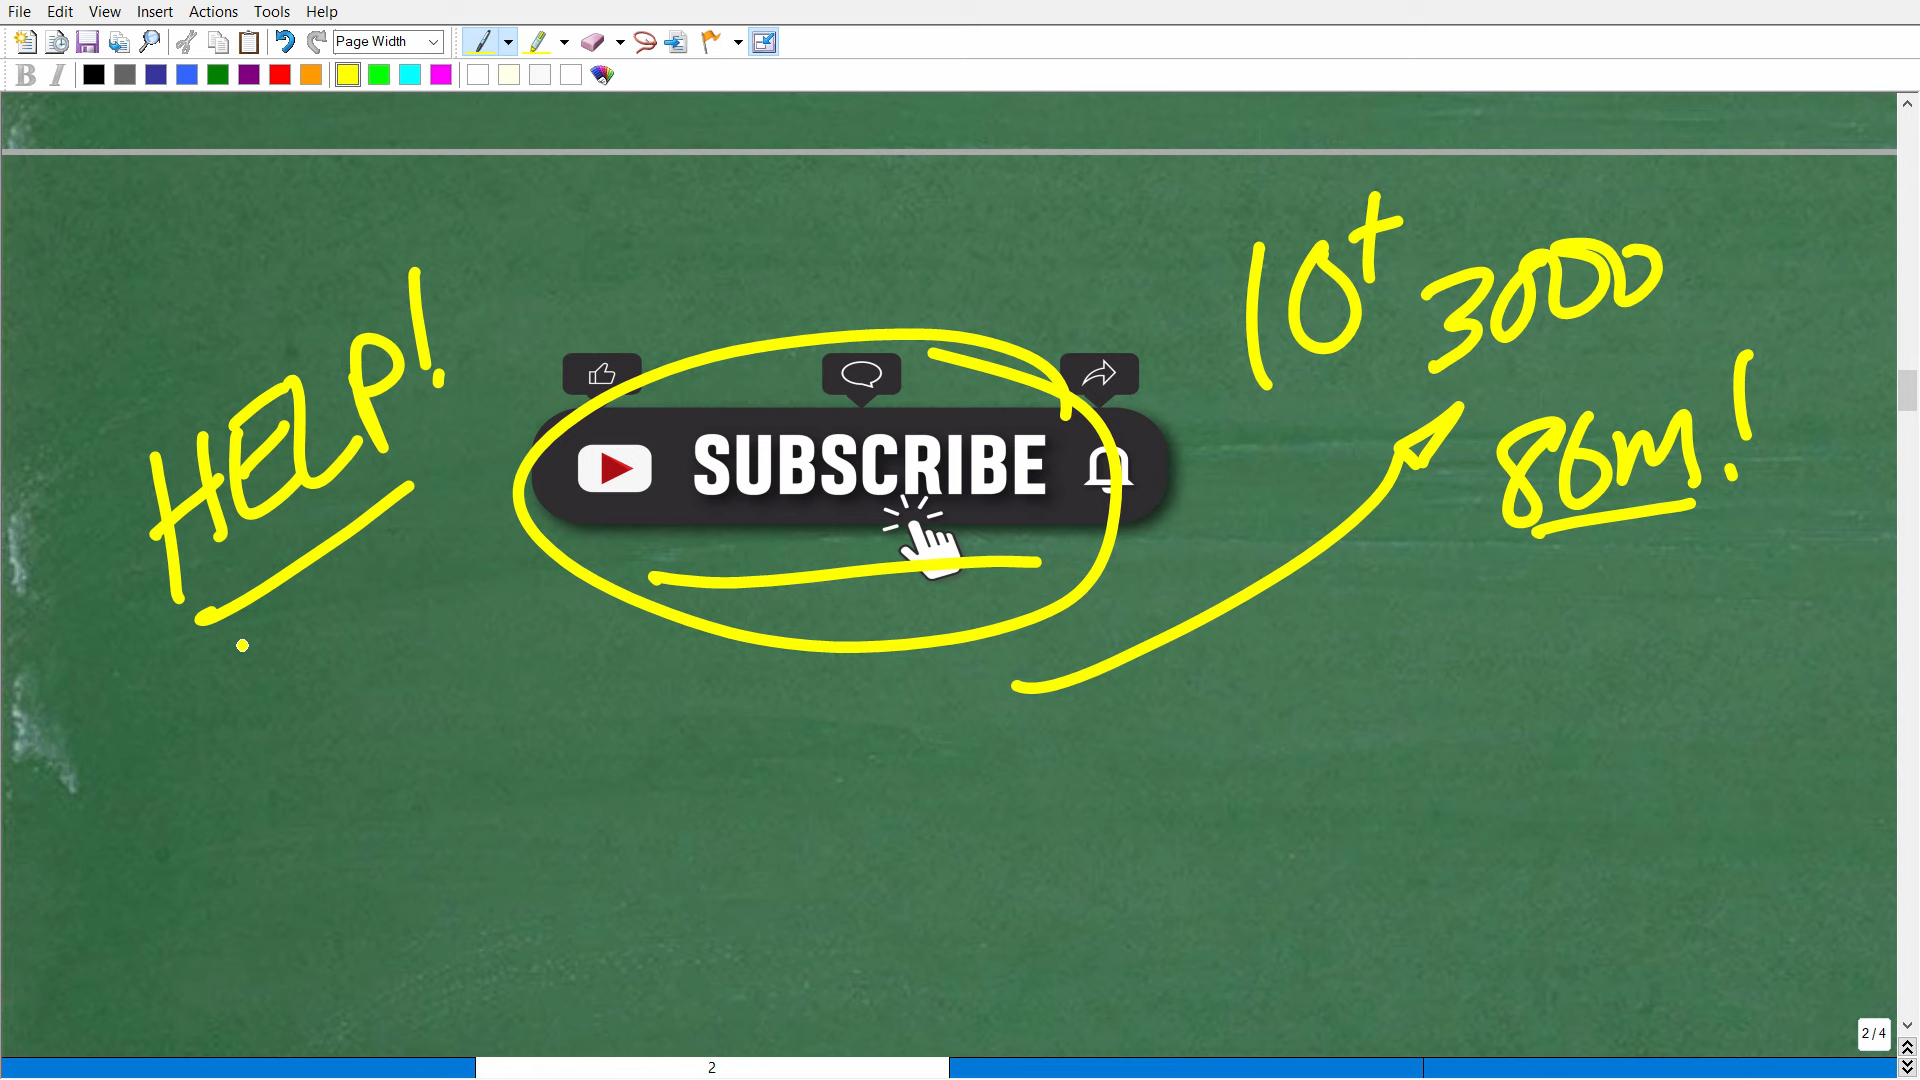 File Edit View Insert Actions Tools Help
Page Width
B I
10+
3000
HELP!
SUBSCRIBE
86m!
2 / 4
2